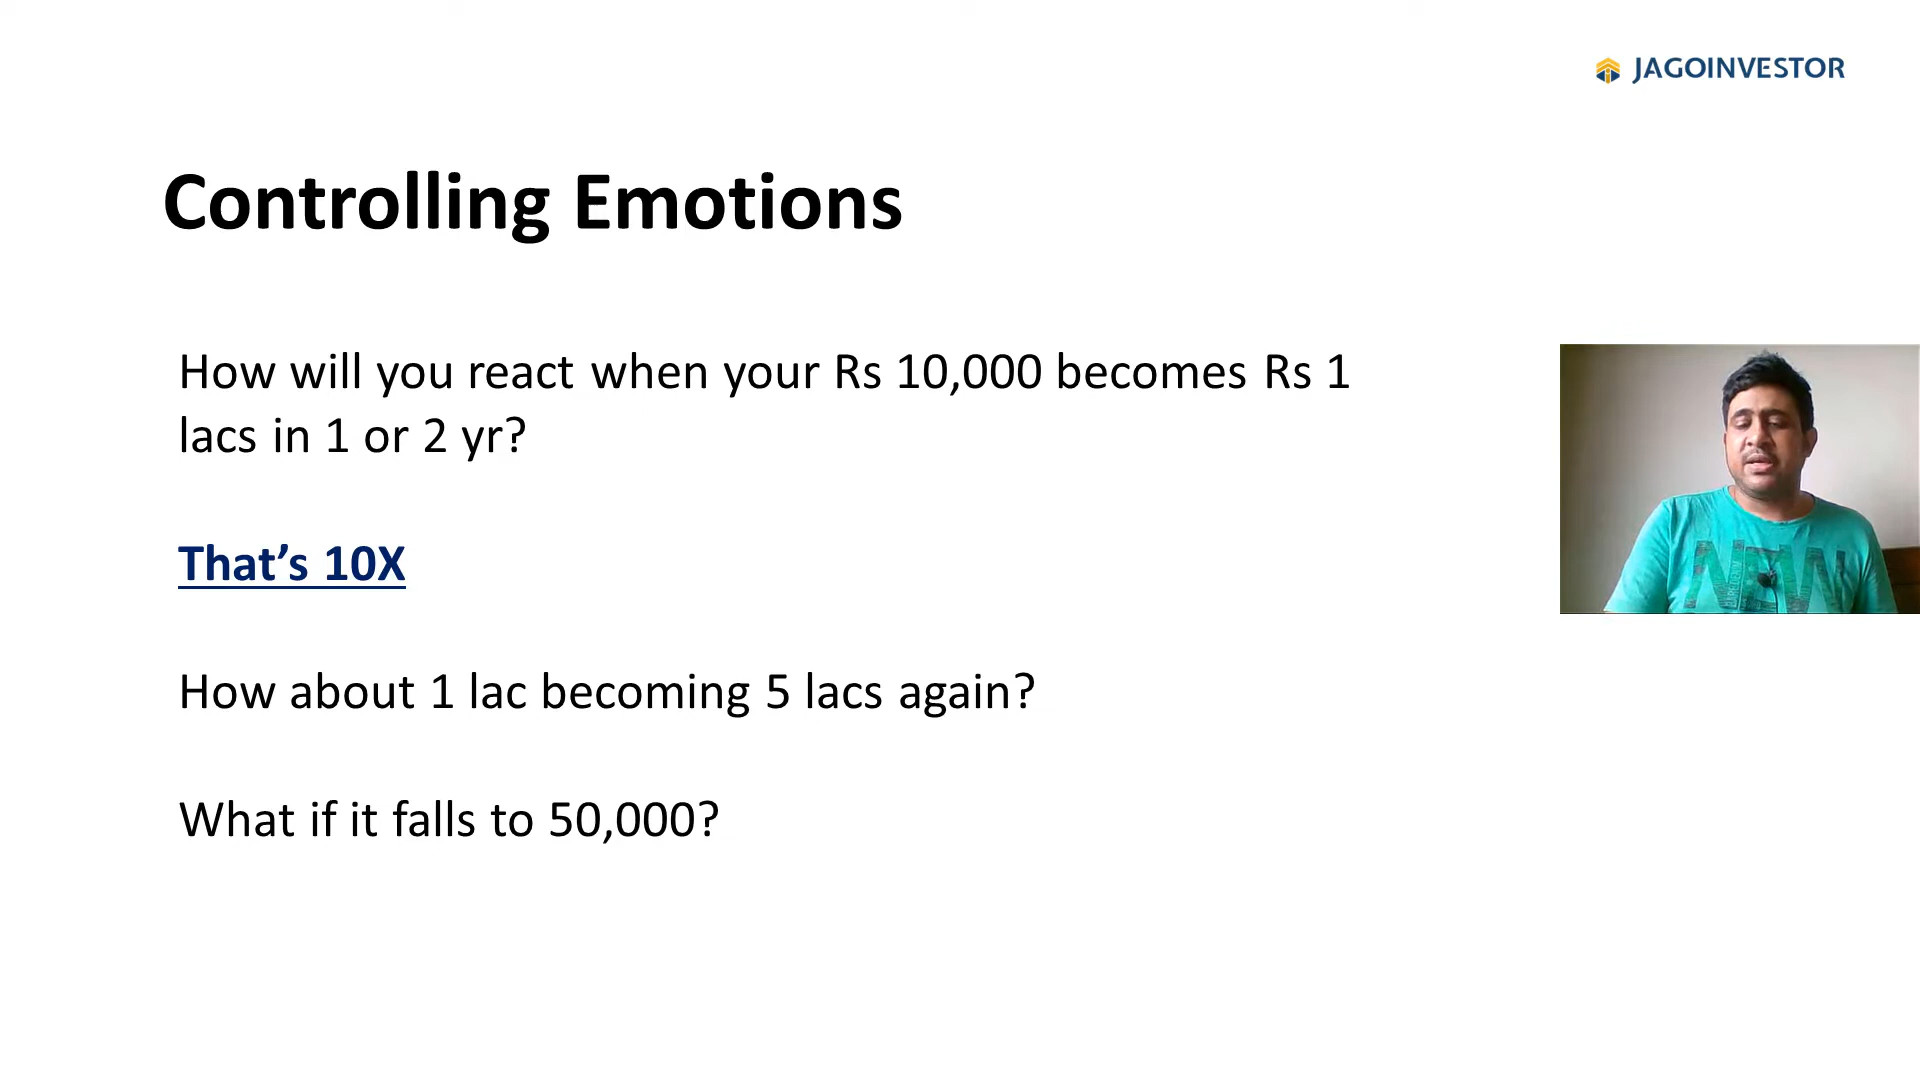 JAGOINVESTOR
Controlling Emotions
How will you react when your Rs 10,000 becomes Rs 1
lacs in 1 or 2 yr?
That’s 10X
How about 1 lac becoming 5 lacs again?
What if it falls to 50,000?
NEW